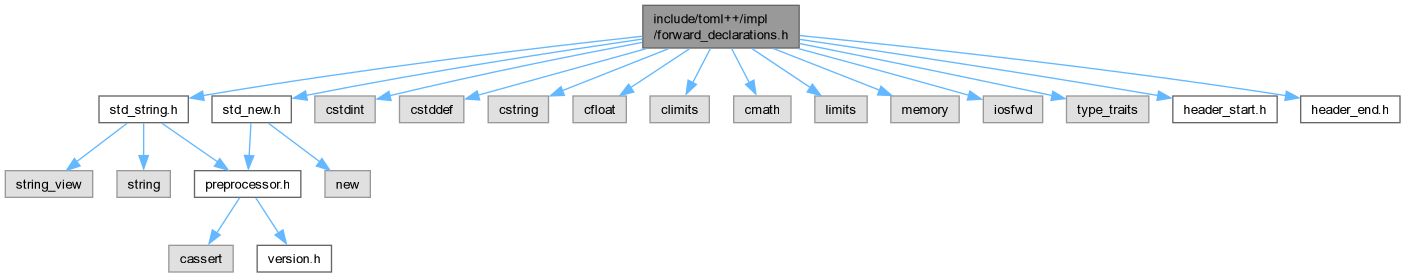 include/toml++/impl
/forward_declarations.h
std_string.h
std_new.h
cstdint
cstddef
cstring
cfloat
climits
cmath
limits
memory
iosfwd
type_traits
header_start.h
header_end.h
string_view
string
preprocessor.h
new
cassert
version.h